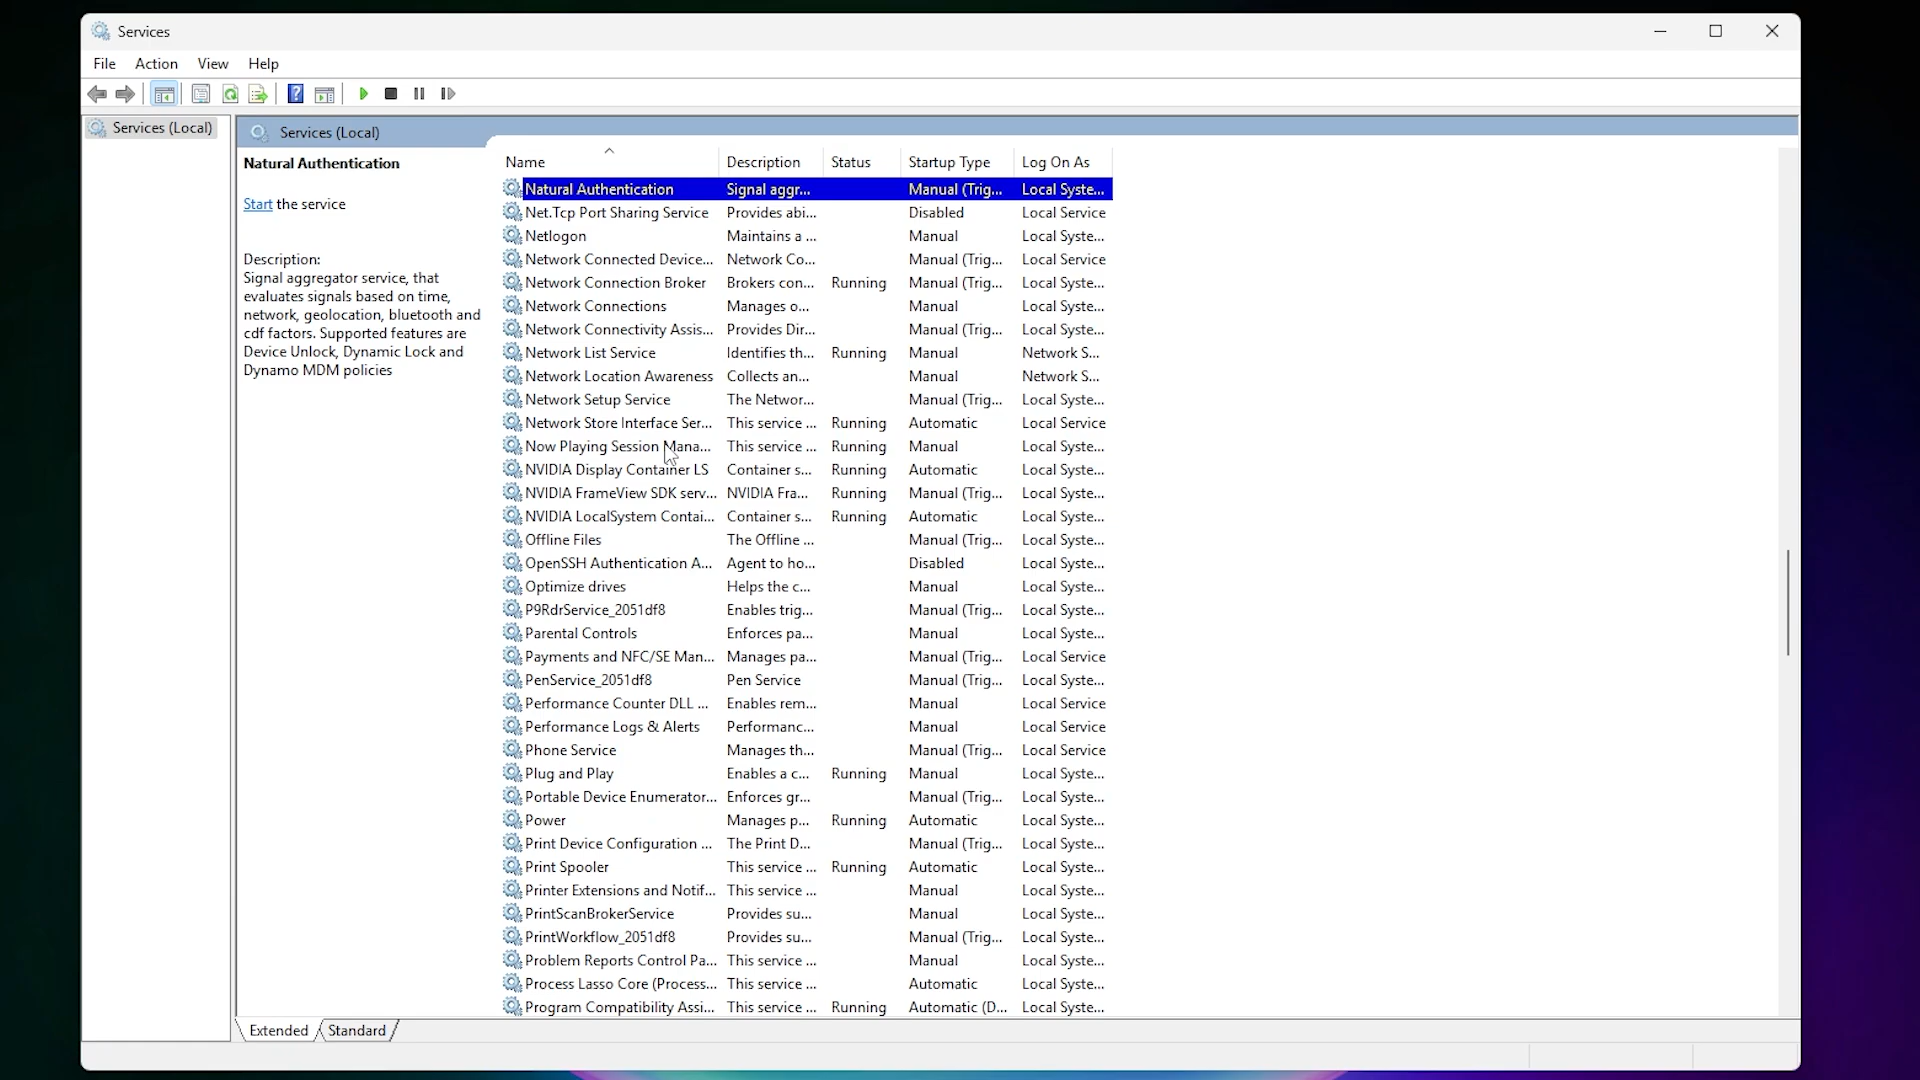 Services
File Action View Help
Services (Local)
Services (Local)
Natural Authentication
Start the service
Description:
Signal aggregator service, that
evaluates signals based on time,
network, geolocation, bluetooth and
cdf factors. Supported features are
Device Unlock, Dynamic Lock and
Dynamo MDM policies
Name Description Status Startup Type Log On As
Natural Authentication Signal aggr... Manual (Trig... Local Syste...
Net.Tcp Port Sharing Service Provides abi... Disabled Local Service
Netlogon Maintains a ... Manual Local Syste...
Network Connected Device... Network Co... Manual (Trig... Local Service
Network Connection Broker Brokers con... Running Manual (Trig... Local Syste...
Network Connections Manages o... Manual Local Syste...
Network Connectivity Assis... Provides Dir... Manual (Trig... Local Syste...
Network List Service Identifies th... Running Manual Network S...
Network Location Awareness Collects an... Manual Network S...
Network Setup Service The Networ... Manual (Trig... Local Syste...
Network Store Interface Ser... This service ... Running Automatic Local Service
Now Playing Session Mana... This service ... Running Manual Local Syste...
NVIDIA Display Container LS Container s... Running Automatic Local Syste...
NVIDIA FrameView SDK serv... NVIDIA Fra... Running Manual (Trig... Local Syste...
NVIDIA LocalSystem Contai... Container s... Running Automatic Local Syste...
Offline Files The Offline ... Manual (Trig... Local Syste...
OpenSSH Authentication A... Agent to ho... Disabled Local Syste...
Optimize drives Helps the c... Manual Local Syste...
P9RdrService_2051df8 Enables trig... Manual (Trig... Local Syste...
Parental Controls Enforces pa... Manual Local Syste...
Payments and NFC/SE Man... Manages pa... Manual (Trig... Local Service
PenService_2051df8 Pen Service Manual (Trig... Local Syste...
Performance Counter DLL ... Enables rem... Manual Local Service
Performance Logs & Alerts Performanc... Manual Local Service
Phone Service Manages th... Manual (Trig... Local Service
Plug and Play Enables a c... Running Manual Local Syste...
Portable Device Enumerator... Enforces gr... Manual (Trig... Local Syste...
Power Manages p... Running Automatic Local Syste...
Print Device Configuration ... The Print D... Manual (Trig... Local Syste...
Print Spooler This service ... Running Automatic Local Syste...
Printer Extensions and Notif... This service ... Manual Local Syste...
PrintScanBrokerService Provides su... Manual Local Syste...
PrintWorkflow_2051df8 Provides su... Manual (Trig... Local Syste...
Problem Reports Control Pa... This service ... Manual Local Syste...
Process Lasso Core (Process... This service ... Automatic Local Syste...
Program Compatibility Assi... This service ... Running Automatic (D... Local Syste...
Extended Standard